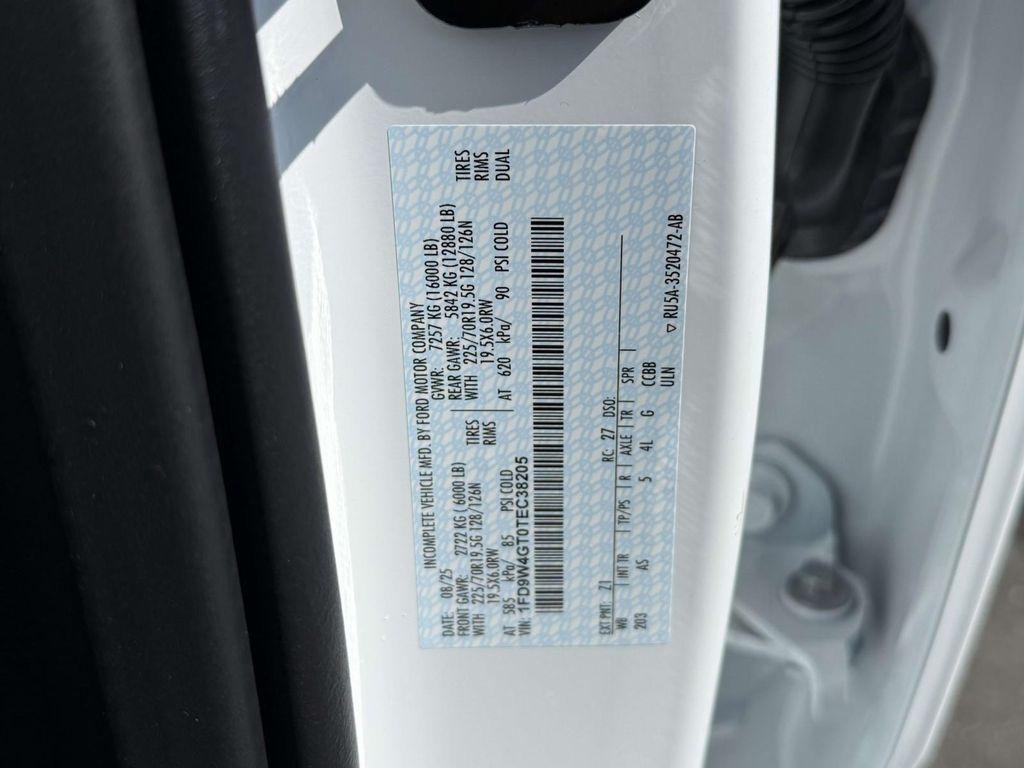 INCOMPLETE VEHICLE MFD. BY FORD MOTOR COMPANY
DATE: 08/25 GVWR: 7257 KG (16000 LB)
FRONT GAWR: 2722 KG ( 6000 LB) REAR GAWR: 5842 KG (12880 LB)
WITH 225/70R19.5G 128/126N TIRES WITH 225/70R19.5G 128/126N TIRES
19.5X6.0RW RIMS 19.5X6.0RW RIMS
AT 585 kPa/ 85 PSI COLD AT 620 kPa/ 90 PSI COLD DUAL
VIN: 1FD9W4GT0TEC38205
EXT PNT: Z1 RC: 27 DSO:
WB INT TR TP/PS R AXLE TR SPR
203 AS 5 4L G CCBB
ULN
RU5A-3520472-AB